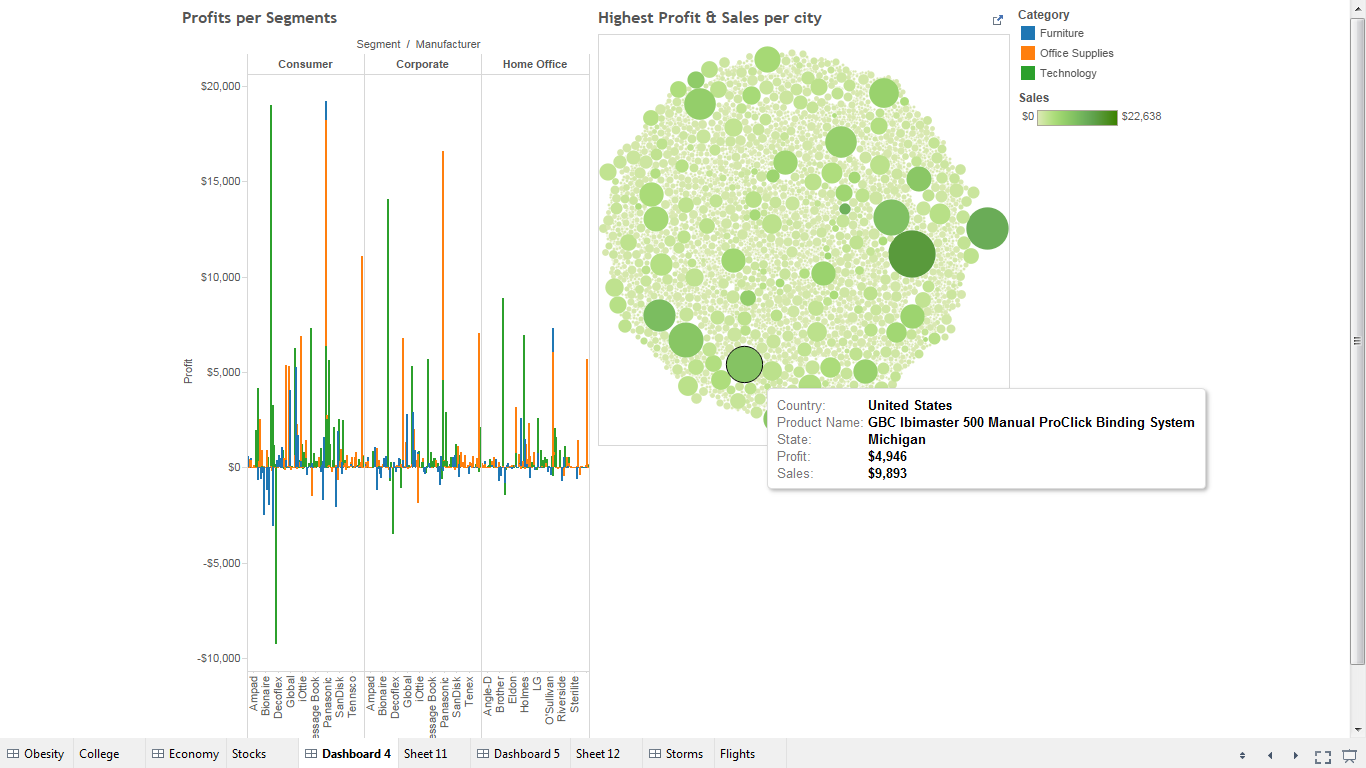 Profits per Segments
Segment / Manufacturer
Consumer Corporate Home Office
$20,000
$15,000
$10,000
$5,000
$0
-$5,000
-$10,000
Profit
Ampad
Bionaire
Decoflex
Global
iOttie
essage Book
Panasonic
SanDisk
Tennsco
Ampad
Bionaire
Decoflex
Global
iOttie
essage Book
Panasonic
SanDisk
Tenex
Angle-D
Brother
Eldon
Holmes
LG
O'Sullivan
Riverside
Sterilite
Highest Profit & Sales per city
Category
Furniture
Office Supplies
Technology
Sales
$0 $22,638
Country: United States
Product Name: GBC Ibimaster 500 Manual ProClick Binding System
State: Michigan
Profit: $4,946
Sales: $9,893
Obesity College Economy Stocks Dashboard 4 Sheet 11 Dashboard 5 Sheet 12 Storms Flights